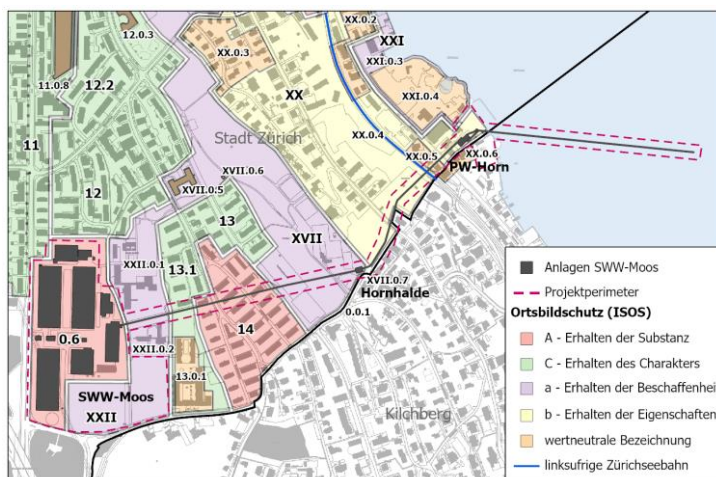 12.0.3
XX.0.3
XX.0.2
XXI
XXI.0.3
11.0.8
12.2
XX
XXI.0.4
11
Stadt Zürich
XX.0.4
12
XVII.0.6
XVII.0.5
XX.0.5
XX.0.6
PW-Horn
13
XVII
XXII.0.1
13.1
XVII.0.7
Hornhalde
0.6
14
0.0.1
XXII.0.2
13.0.1
SWW-Moos
XXII
Kilchberg
Anlagen SWW-Moos
Projektperimeter
Ortsbildschutz (ISOS)
A - Erhalten der Substanz
C - Erhalten des Charakters
a - Erhalten der Beschaffenheit
b - Erhalten der Eigenschaften
wertneutrale Bezeichnung
linksufrige Zürichseebahn